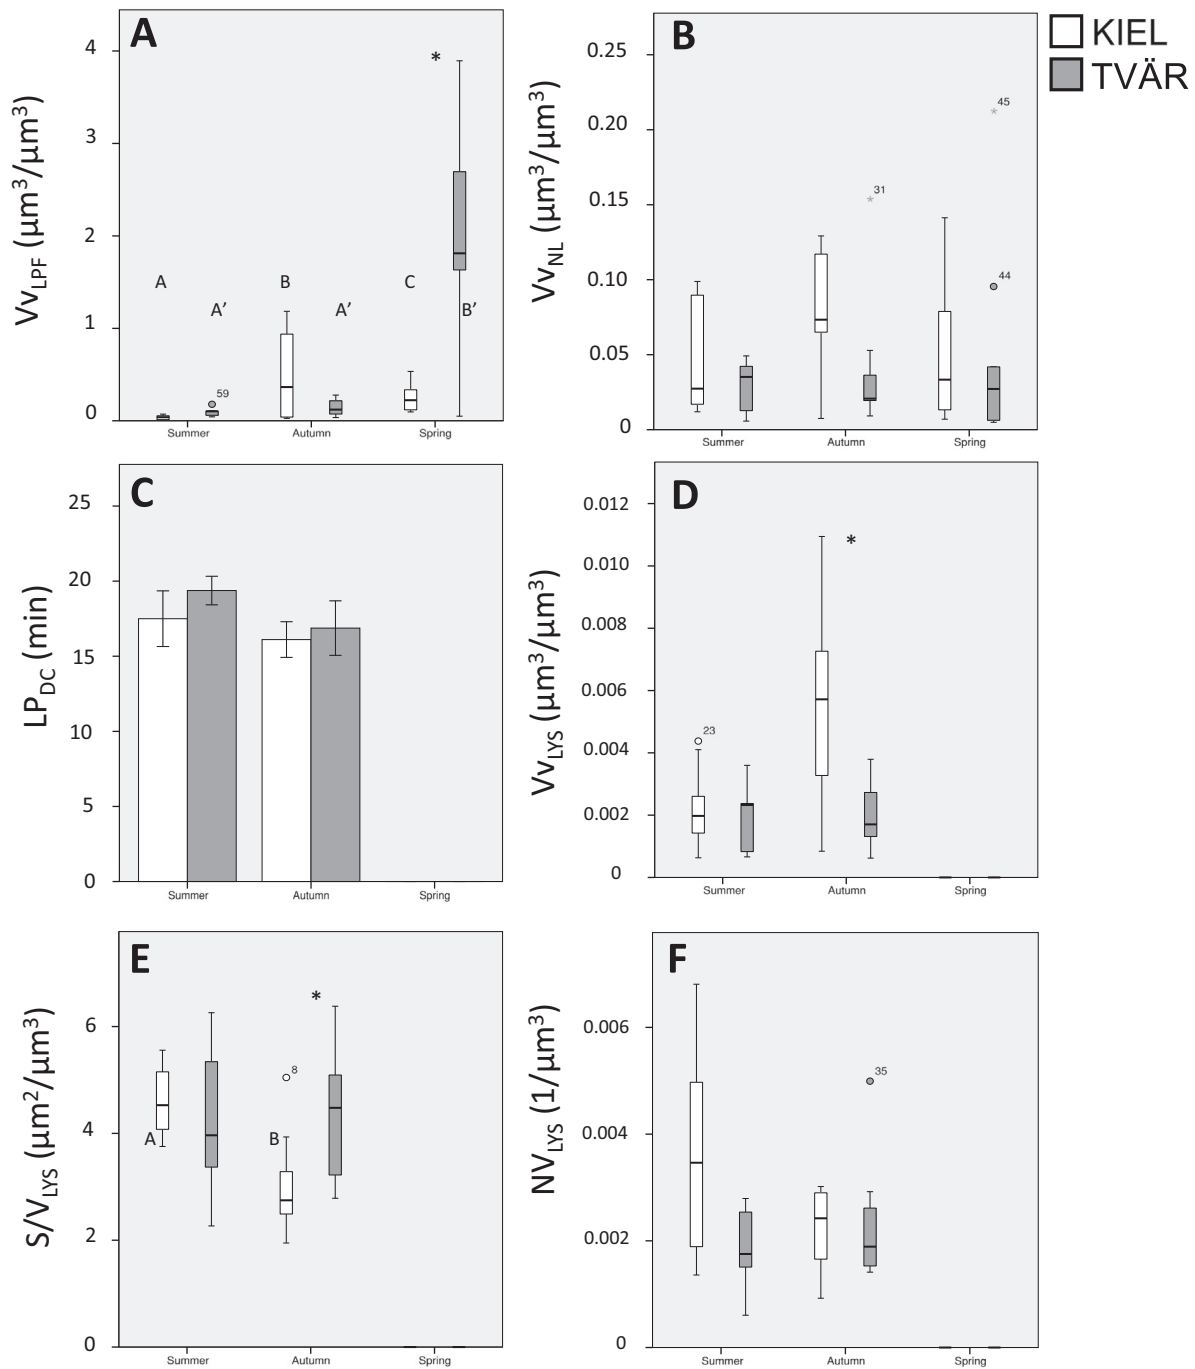 KIEL
TVÄR
A
Vv_LPF (µm³/µm³)
4
3
2
1
0
*
A
A’
B
A’
C
B’
59
Summer
Autumn
Spring
B
Vv_NL (µm³/µm³)
0.25
0.20
0.15
0.10
0.05
0
31
45
44
Summer
Autumn
Spring
C
LP_DC (min)
25
20
15
10
5
0
Summer
Autumn
Spring
D
Vv_LYS (µm³/µm³)
0.012
0.010
0.008
0.006
0.004
0.002
0
*
23
Summer
Autumn
Spring
E
S/V_LYS (µm²/µm³)
6
4
2
0
*
8
A
B
Summer
Autumn
Spring
F
NV_LYS (1/µm³)
0.006
0.004
0.002
0
35
Summer
Autumn
Spring